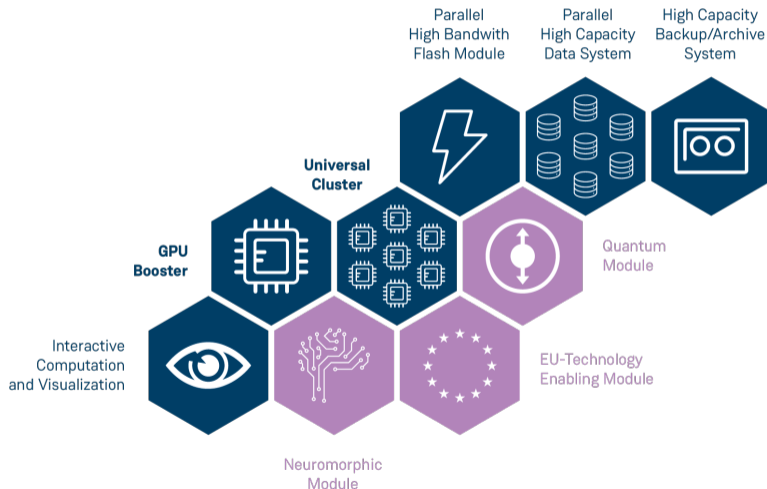 Parallel
High Bandwith
Flash Module
Parallel
High Capacity
Data System
High Capacity
Backup/Archive
System
Universal
Cluster
GPU
Booster
Quantum
Module
Interactive
Computation
and Visualization
EU-Technology
Enabling Module
Neuromorphic
Module